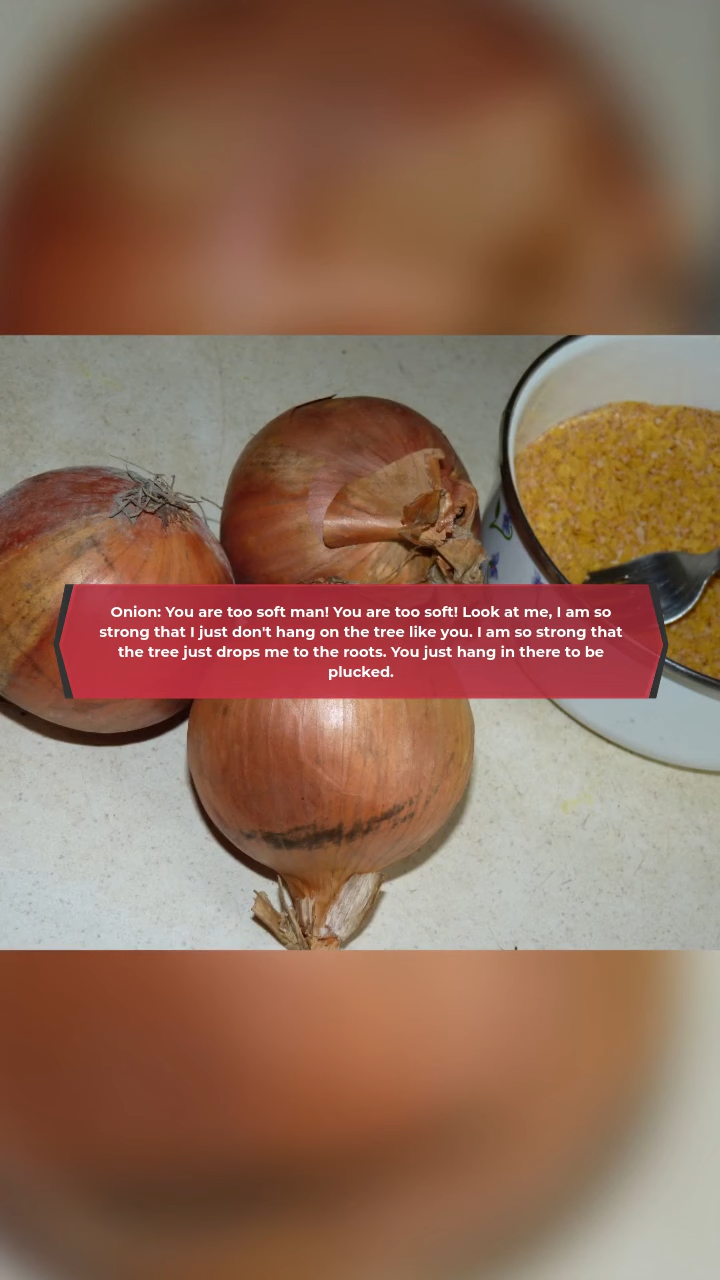 Onion: You are too soft man! You are too soft! Look at me, I am so
strong that I just don't hang on the tree like you. I am so strong that
the tree just drops me to the roots. You just hang in there to be
plucked.